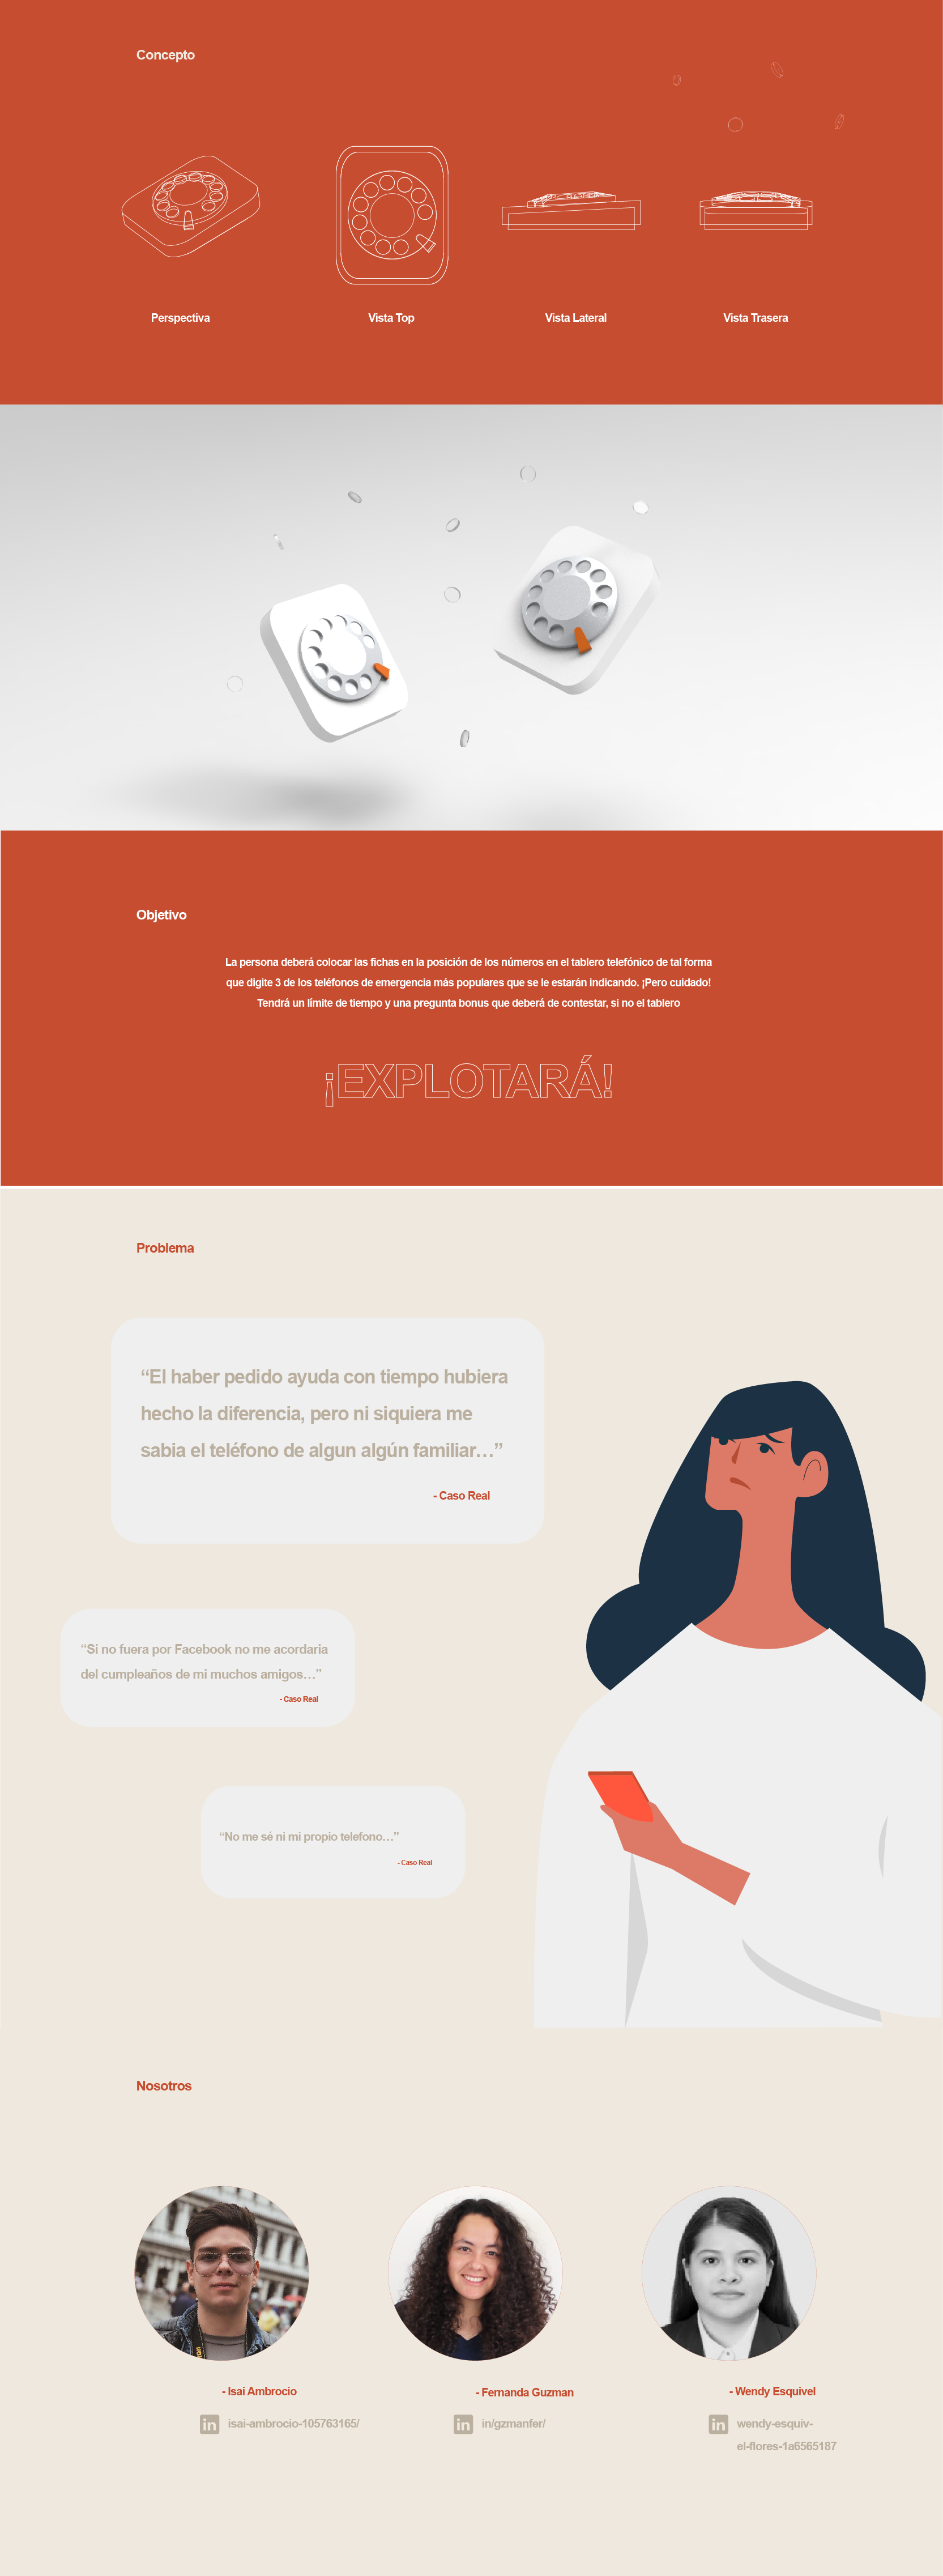 Concepto
Perspectiva
Vista Top
Vista Lateral
Vista Trasera
Objetivo
La persona deberá colocar las fichas en la posición de los números en el tablero telefónico de tal forma
que digite 3 de los teléfonos de emergencia más populares que se le estarán indicando. ¡Pero cuidado!
Tendrá un límite de tiempo y una pregunta bonus que deberá de contestar, si no el tablero
¡EXPLOTARÁ!
Problema
“El haber pedido ayuda con tiempo hubiera
hecho la diferencia, pero ni siquiera me
sabia el teléfono de algun algún familiar…”
- Caso Real
“Si no fuera por Facebook no me acordaria
del cumpleaños de mi muchos amigos…”
- Caso Real
“No me sé ni mi propio telefono…”
- Caso Real
Nosotros
- Isai Ambrocio
in isai-ambrocio-105763165/
- Fernanda Guzman
in in/gzmanfer/
- Wendy Esquivel
in wendy-esquiv-
el-flores-1a6565187